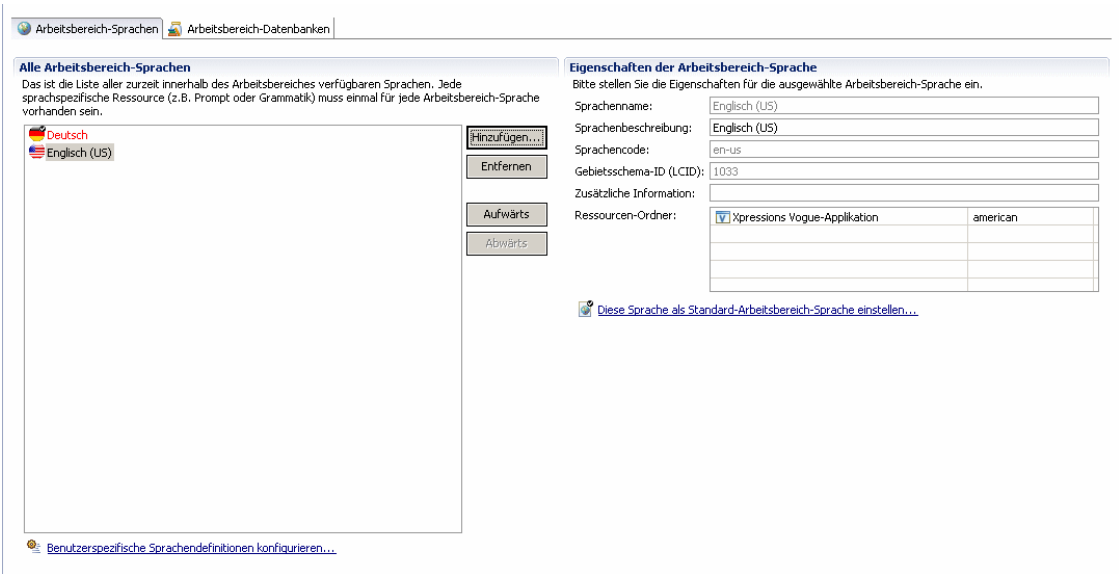 Arbeitsbereich-Sprachen
Arbeitsbereich-Datenbanken
Alle Arbeitsbereich-Sprachen
Das ist die Liste aller zurzeit innerhalb des Arbeitsbereiches verfügbaren Sprachen. Jede
sprachspezifische Ressource (z.B. Prompt oder Grammatik) muss einmal für jede Arbeitsbereich-Sprache
vorhanden sein.
Deutsch
Englisch (US)
Hinzufügen...
Entfernen
Aufwärts
Abwärts
Benutzerspezifische Sprachendefinitionen konfigurieren...
Eigenschaften der Arbeitsbereich-Sprache
Bitte stellen Sie die Eigenschaften für die ausgewählte Arbeitsbereich-Sprache ein.
Sprachenname: Englisch (US)
Sprachenbeschreibung: Englisch (US)
Sprachencode: en-us
Gebietsschema-ID (LCID): 1033
Zusätzliche Information:
Ressourcen-Ordner: Xpressions Vogue-Applikation american
Diese Sprache als Standard-Arbeitsbereich-Sprache einstellen...